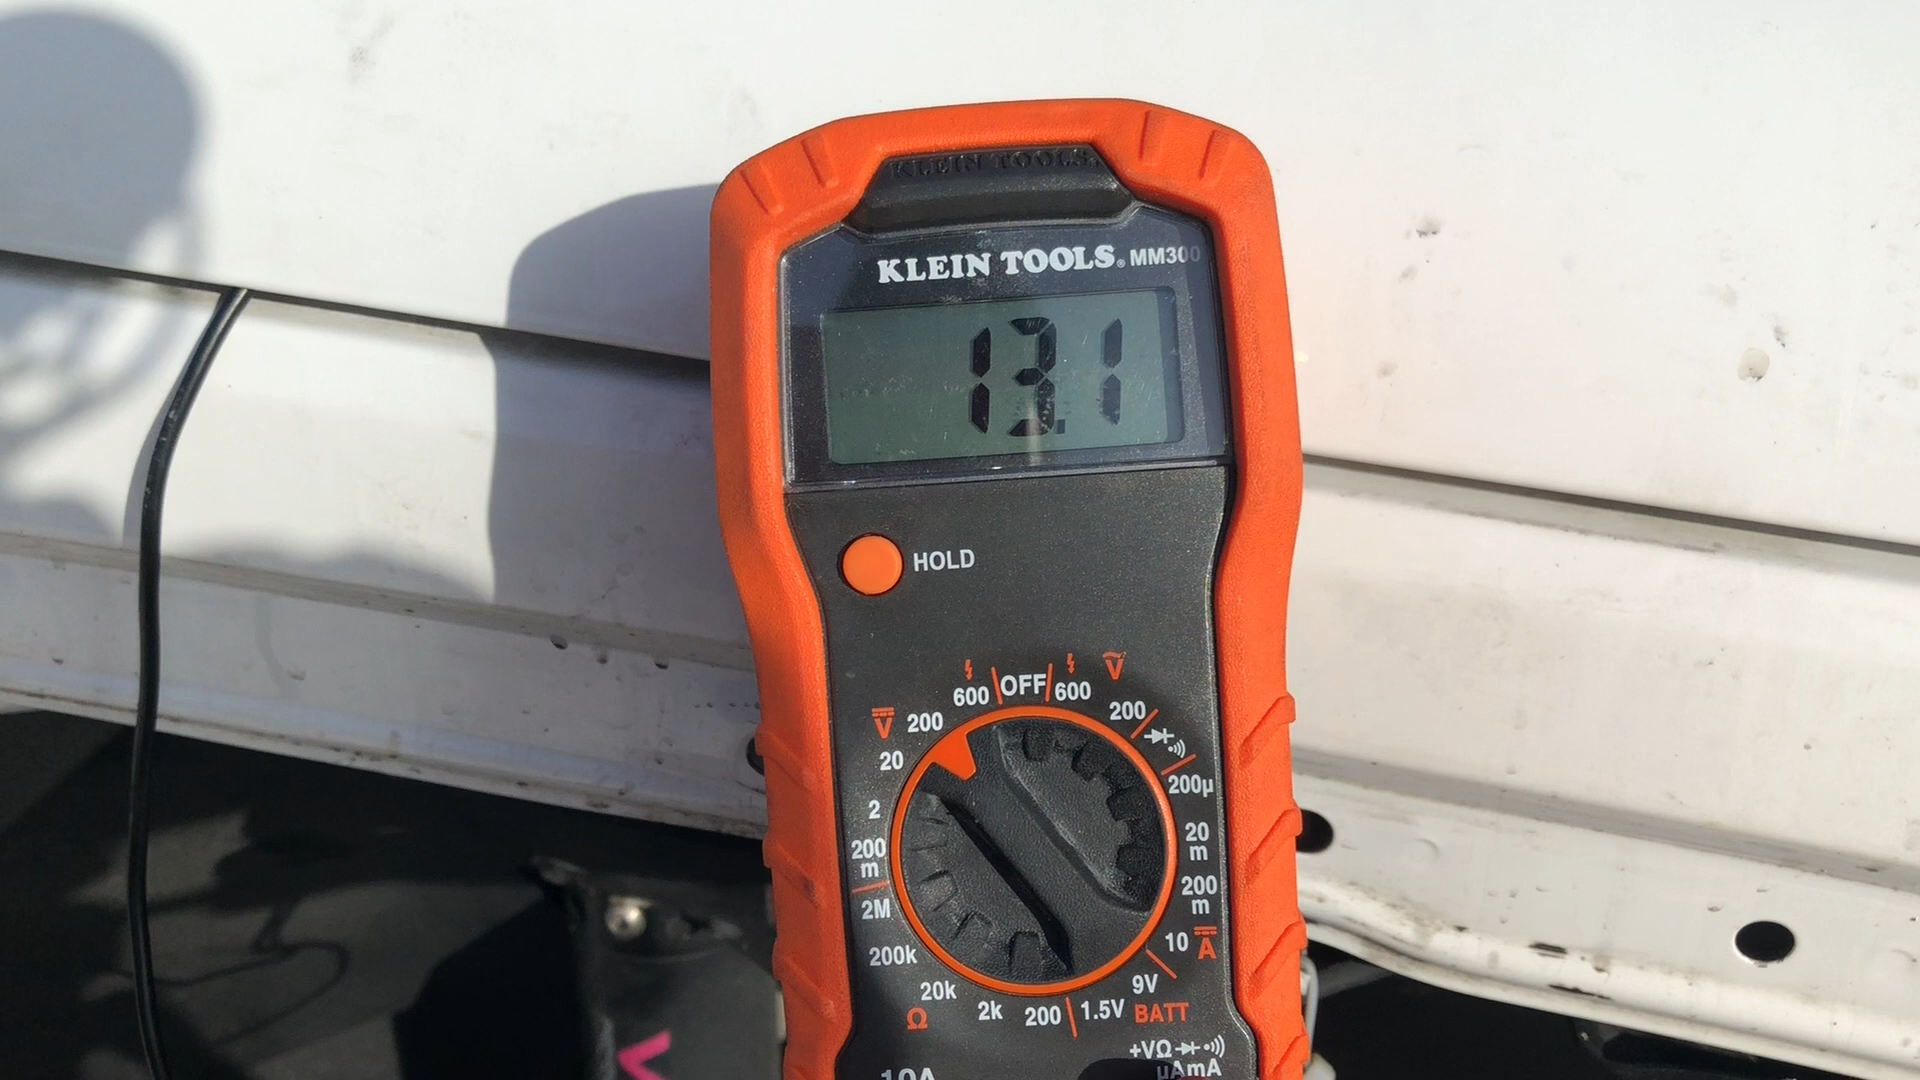 KLEIN TOOLS®
KLEIN TOOLS® MM300
13.1
HOLD
600 OFF 600 Ṽ
V 200 200
20 200µ
2 20 m
200 m 200 m
2M 10 A
200k 9V
20k 2k 200 1.5V BATT
Ω
+VΩ
10A µAmA